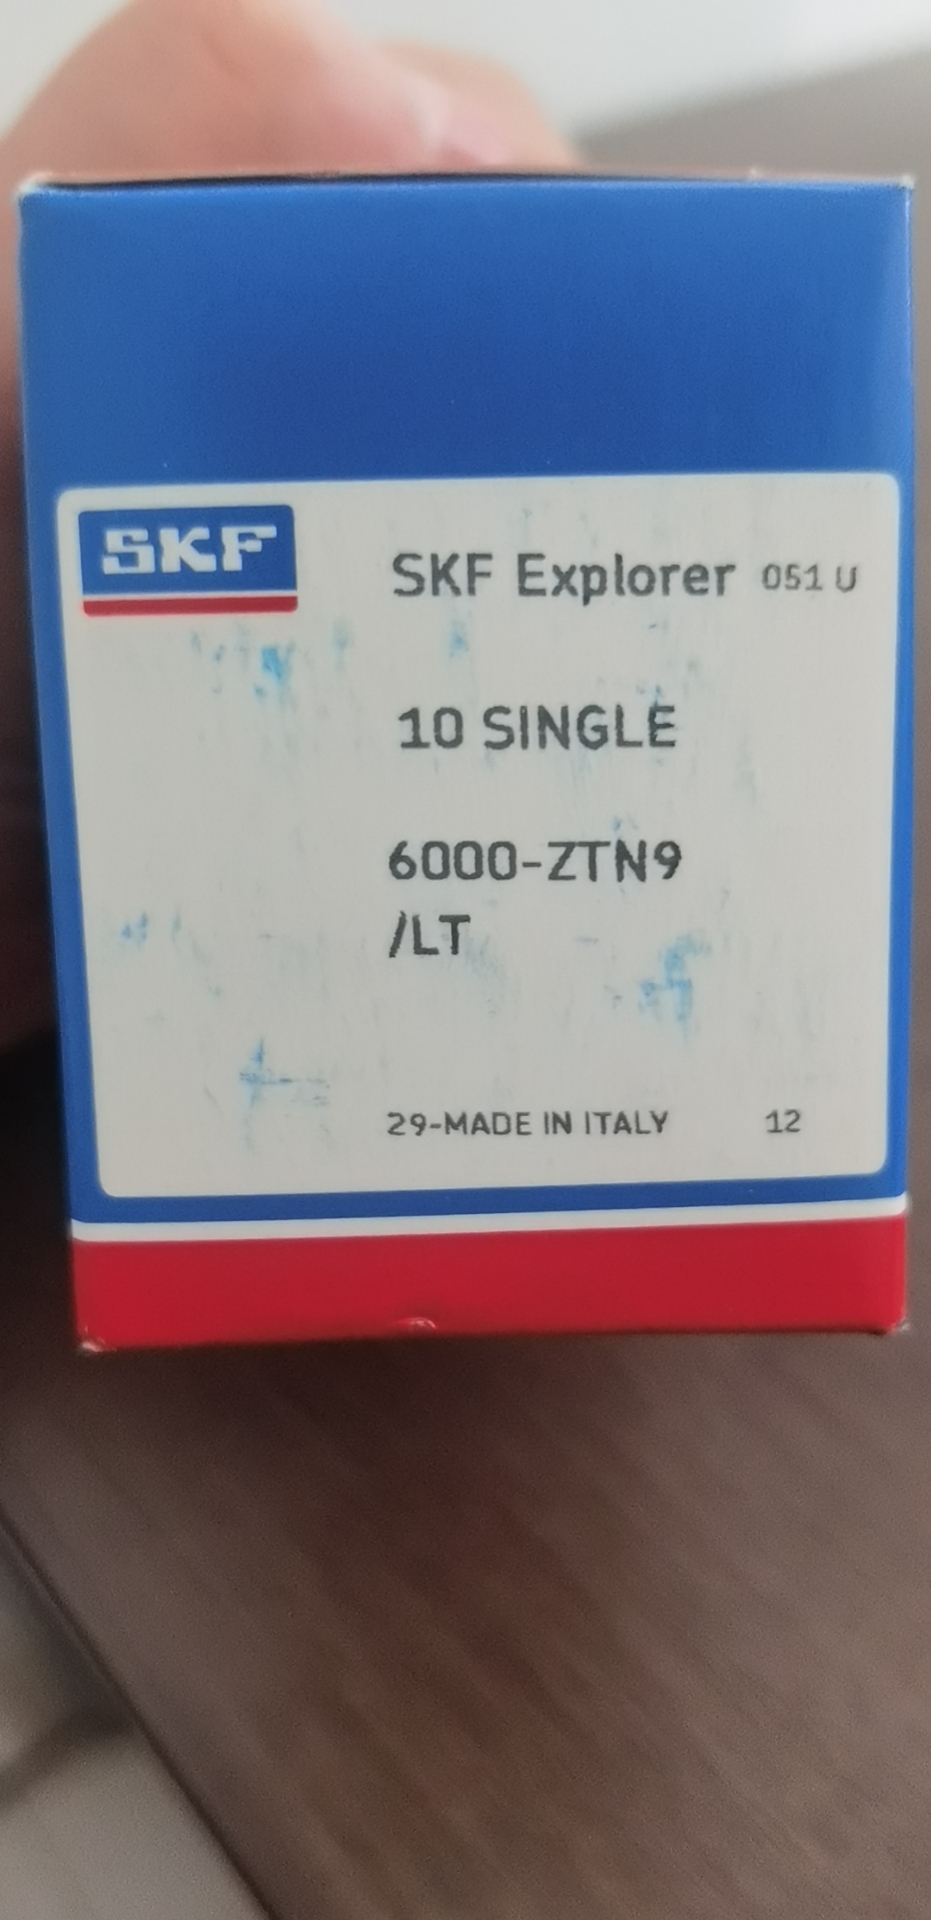 SKF
SKF Explorer 051 U
10 SINGLE
6000-ZTN9
/LT
29-MADE IN ITALY 12